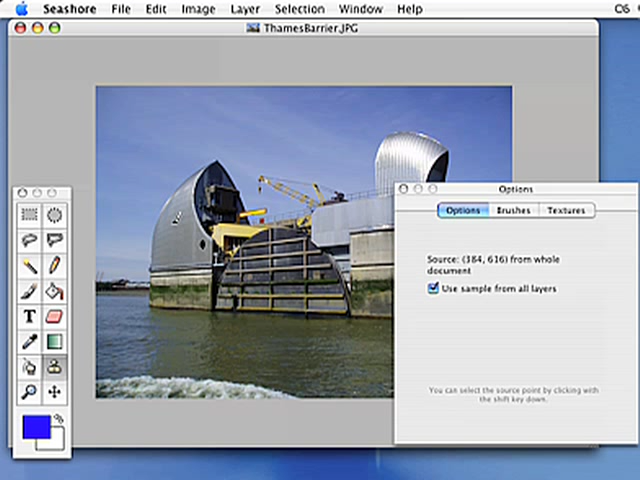 Seashore File Edit Image Layer Selection Window Help
ThamesBarrier.JPG
Options
Options Brushes Textures
Source: (384, 616) from whole
document
Use sample from all layers
You can select the source point by clicking with
the shift key down.
T